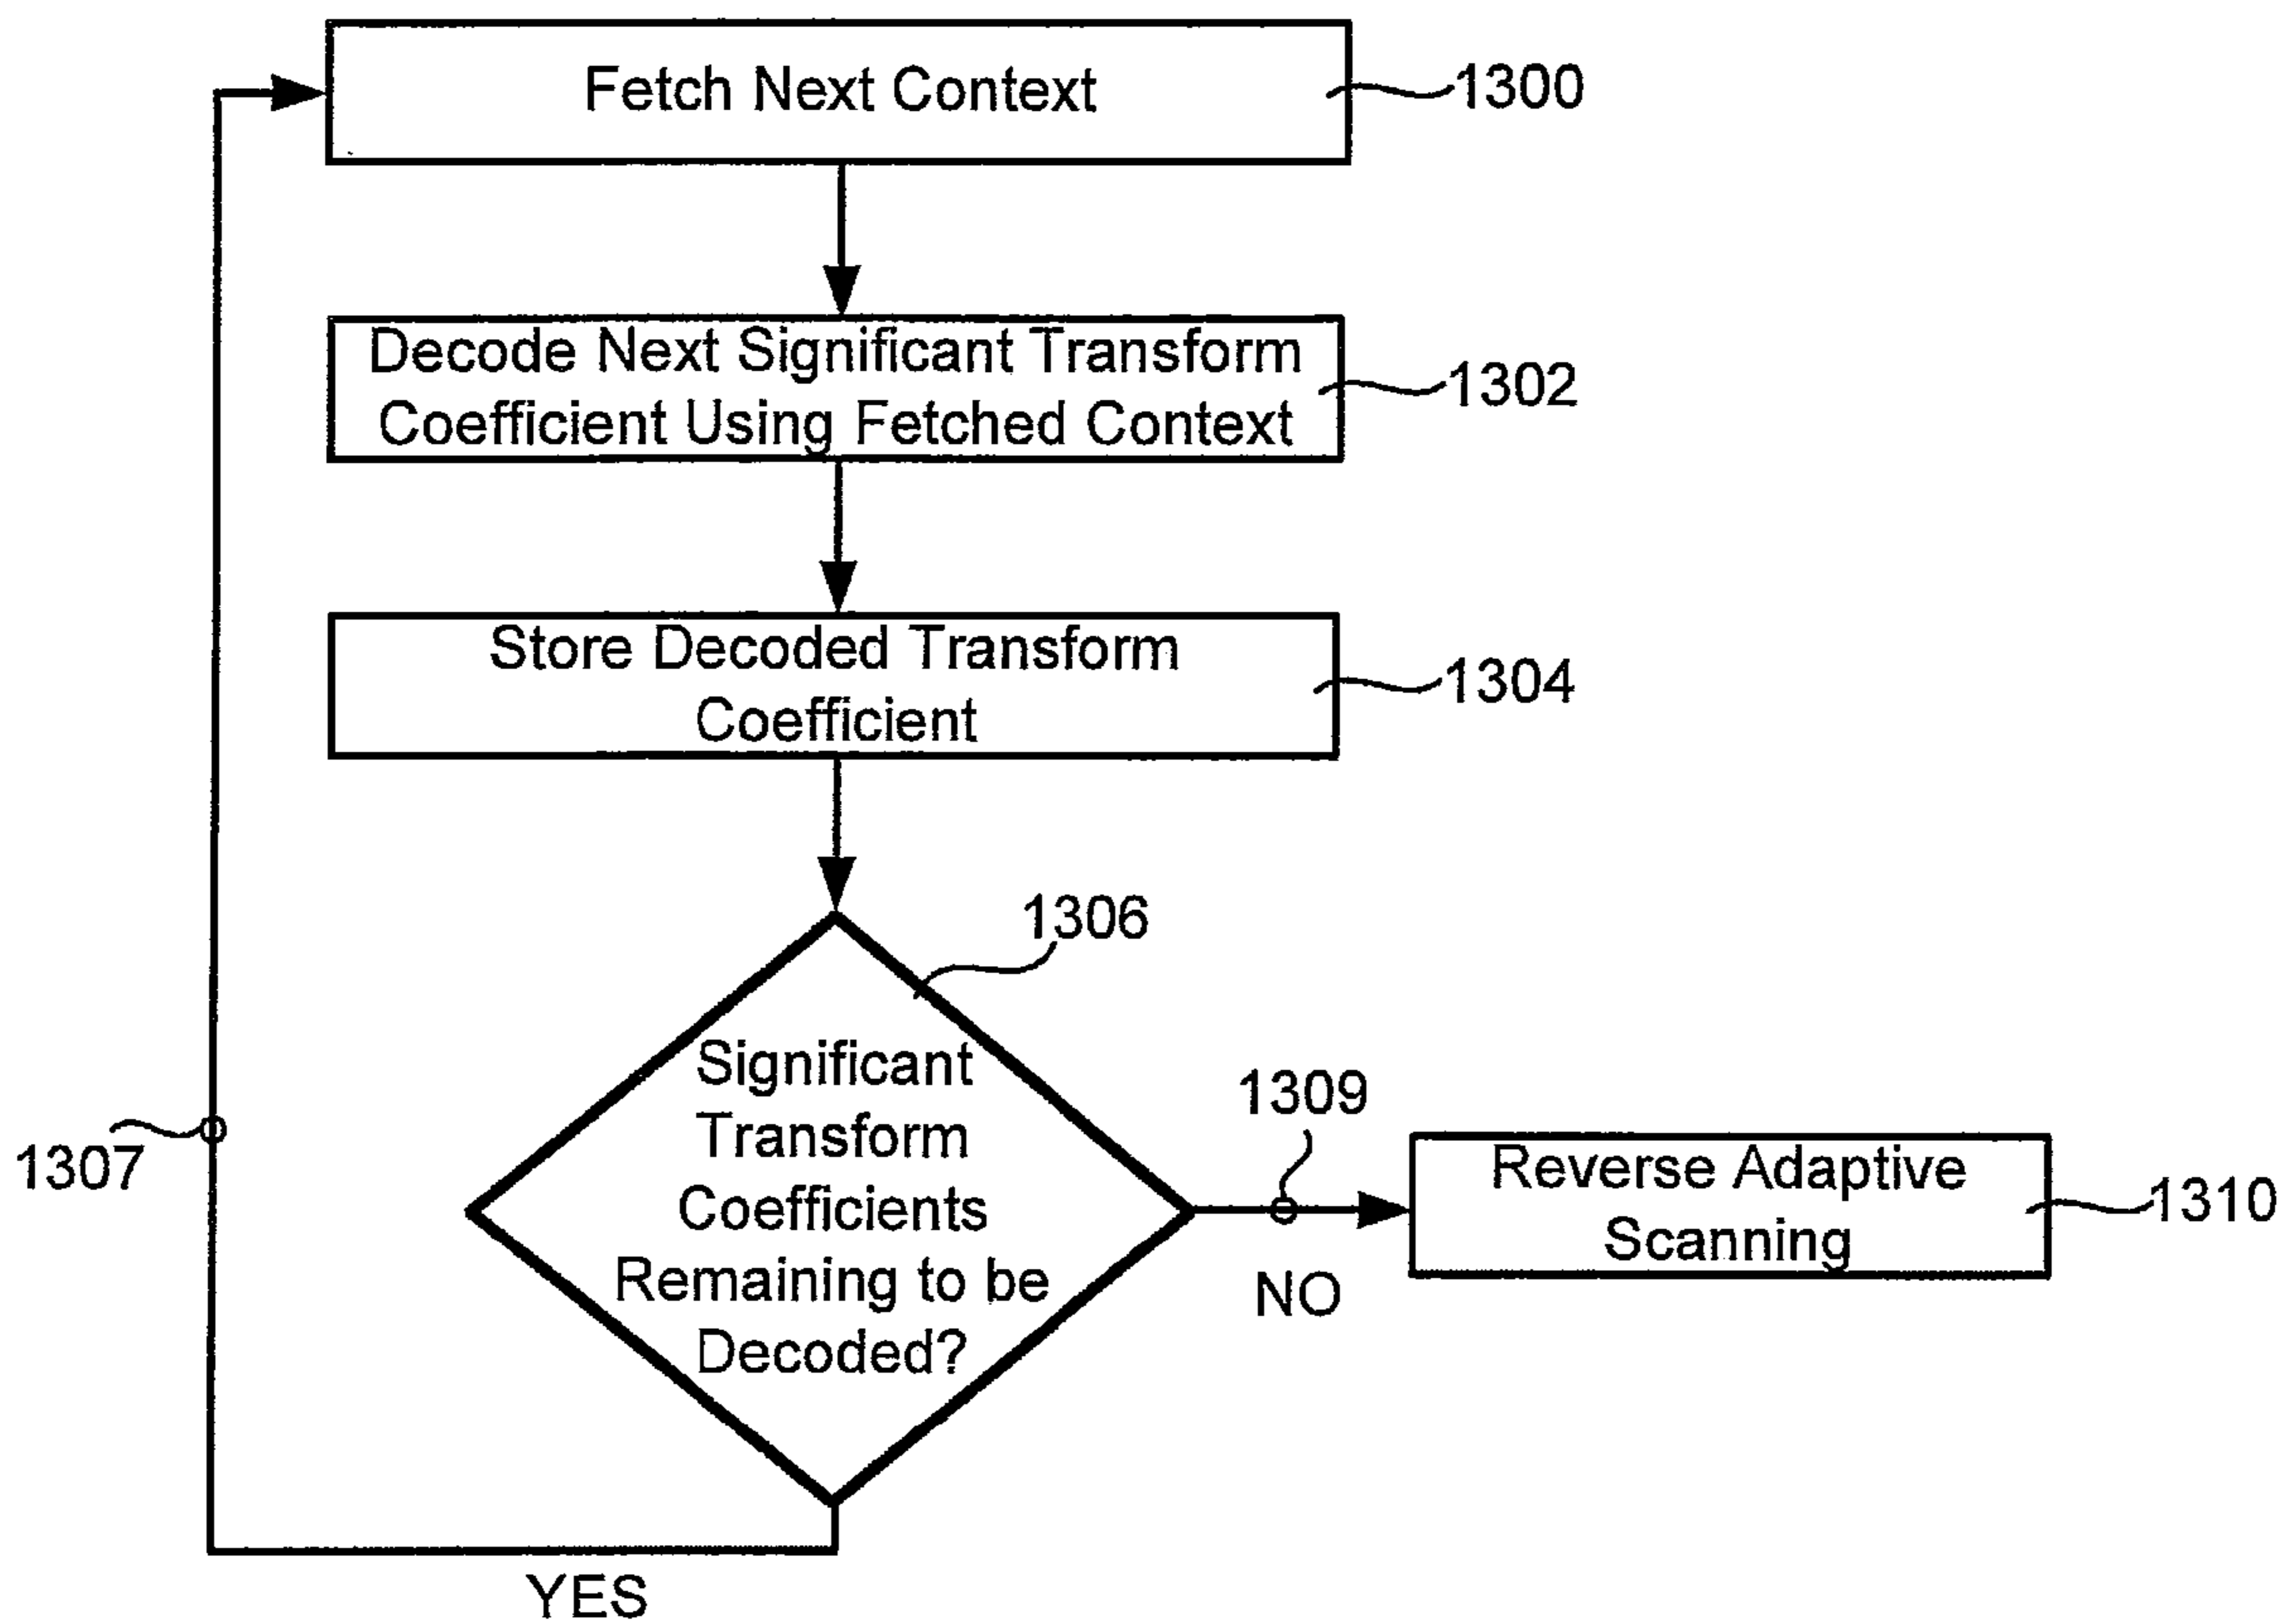 Fetch Next Context
1300
Decode Next Significant Transform
Coefficient Using Fetched Context
1302
Store Decoded Transform
Coefficient
1304
1306
Significant
Transform
Coefficients
Remaining to be
Decoded?
1307
1309
NO
Reverse Adaptive
Scanning
1310
YES